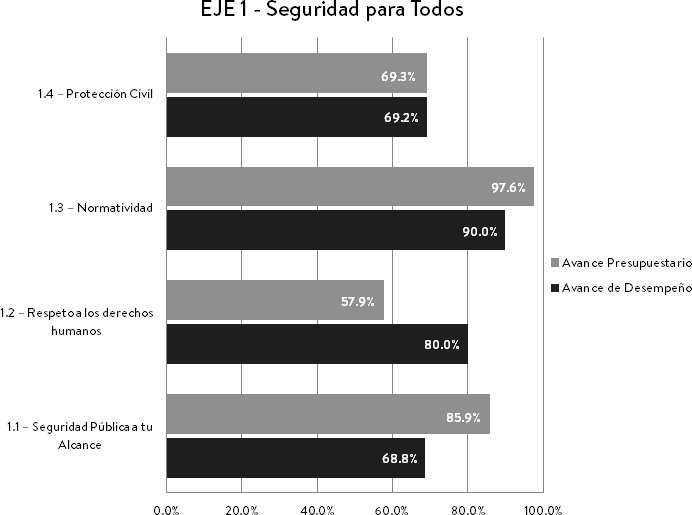 EJE 1 - Seguridad para Todos
1.4 – Protección Civil
69.3%
69.2%
1.3 – Normatividad
97.6%
90.0%
1.2 – Respeto a los derechos
humanos
57.9%
80.0%
1.1 – Seguridad Pública a tu
Alcance
85.9%
68.8%
Avance Presupuestario
Avance de Desempeño
0.0% 20.0% 40.0% 60.0% 80.0% 100.0%